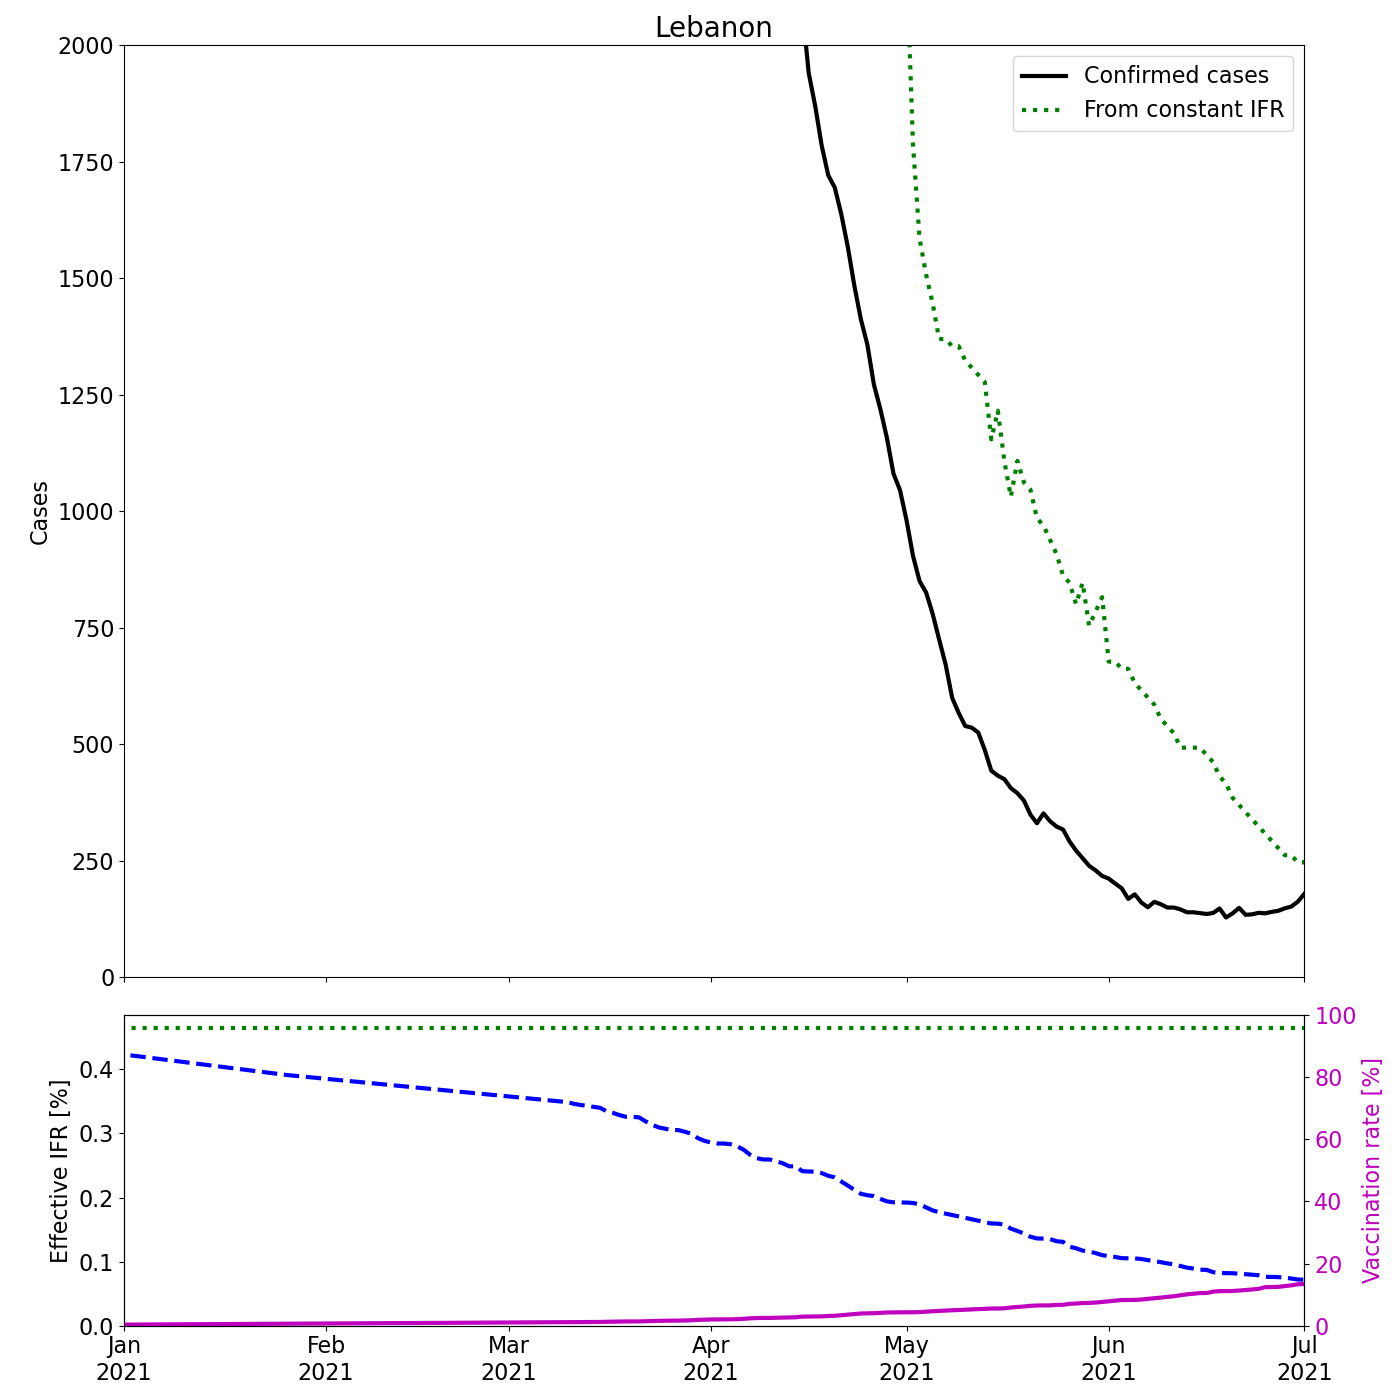 Lebanon
2000
1750
1500
1250
1000
750
500
250
0
Cases
Confirmed cases
From constant IFR
0.4
0.3
0.2
0.1
0.0
Effective IFR [%]
100
80
60
40
20
0
Vaccination rate [%]
Jan Feb Mar Apr May Jun Jul
2021 2021 2021 2021 2021 2021 2021